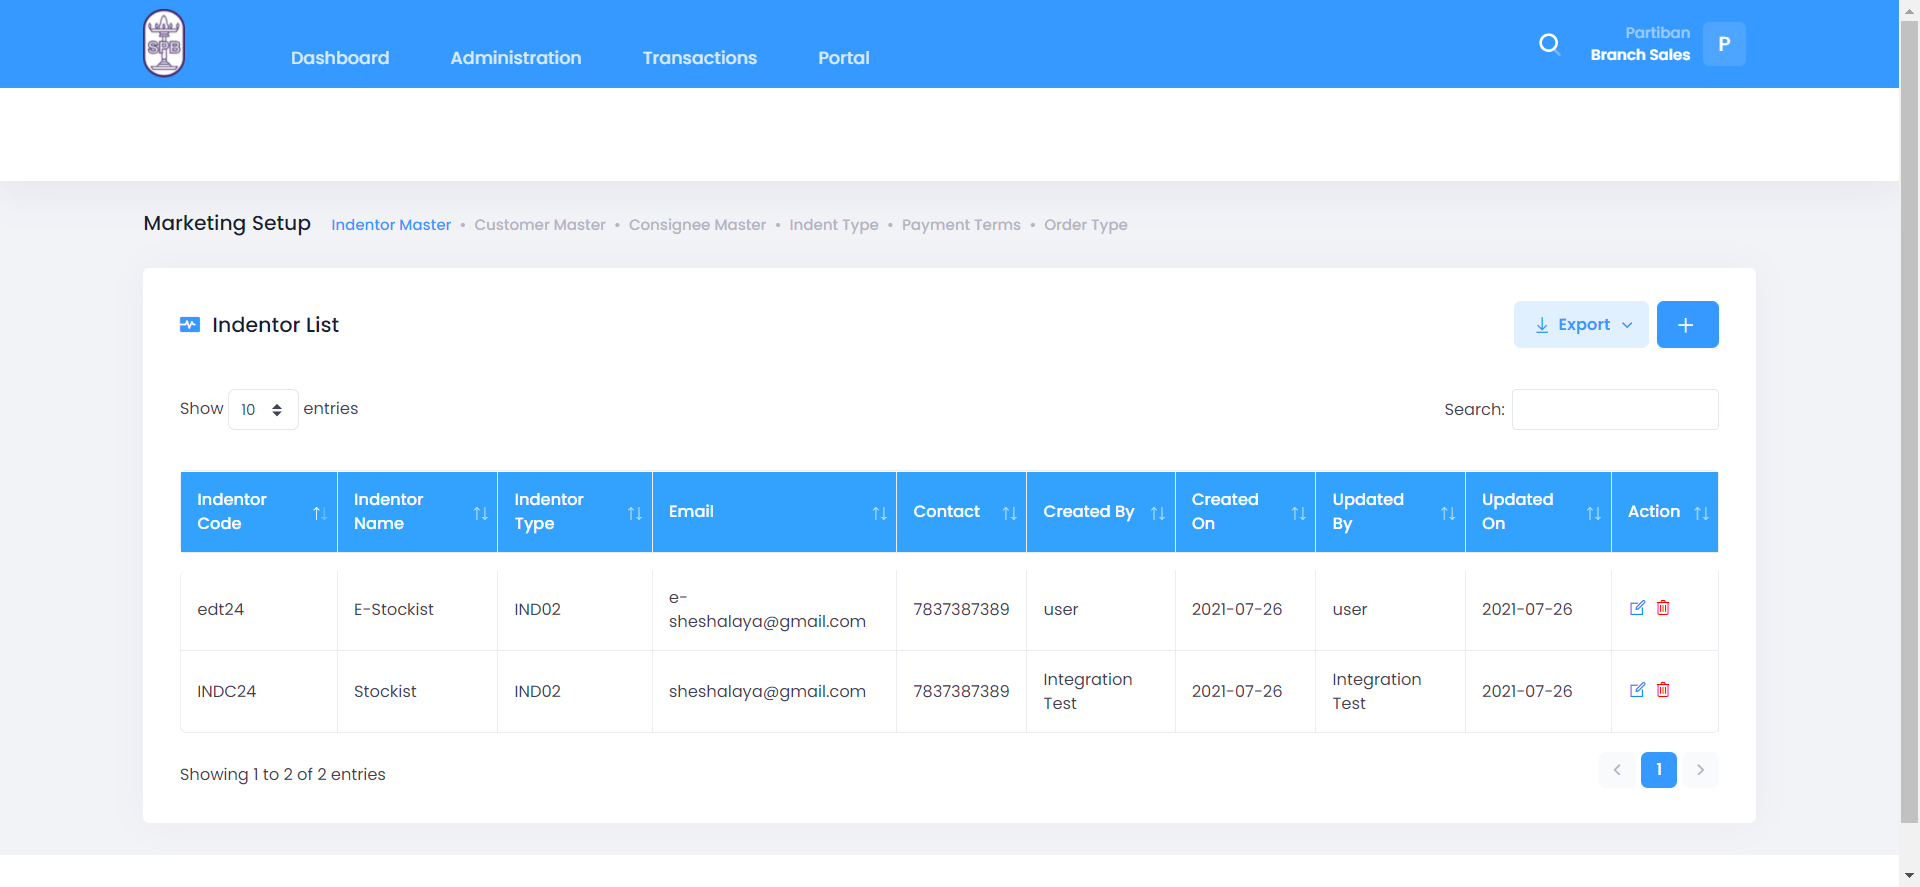 SPB
Dashboard Administration Transactions Portal
Partiban
Branch Sales
P
Marketing Setup Indentor Master • Customer Master • Consignee Master • Indent Type • Payment Terms • Order Type
Indentor List
Export
Show 10 entries
Search:
Indentor Code Indentor Name Indentor Type Email Contact Created By Created On Updated By Updated On Action
edt24 E-Stockist IND02 e-sheshalaya@gmail.com 7837387389 user 2021-07-26 user 2021-07-26
INDC24 Stockist IND02 sheshalaya@gmail.com 7837387389 Integration Test 2021-07-26 Integration Test 2021-07-26
Showing 1 to 2 of 2 entries
1